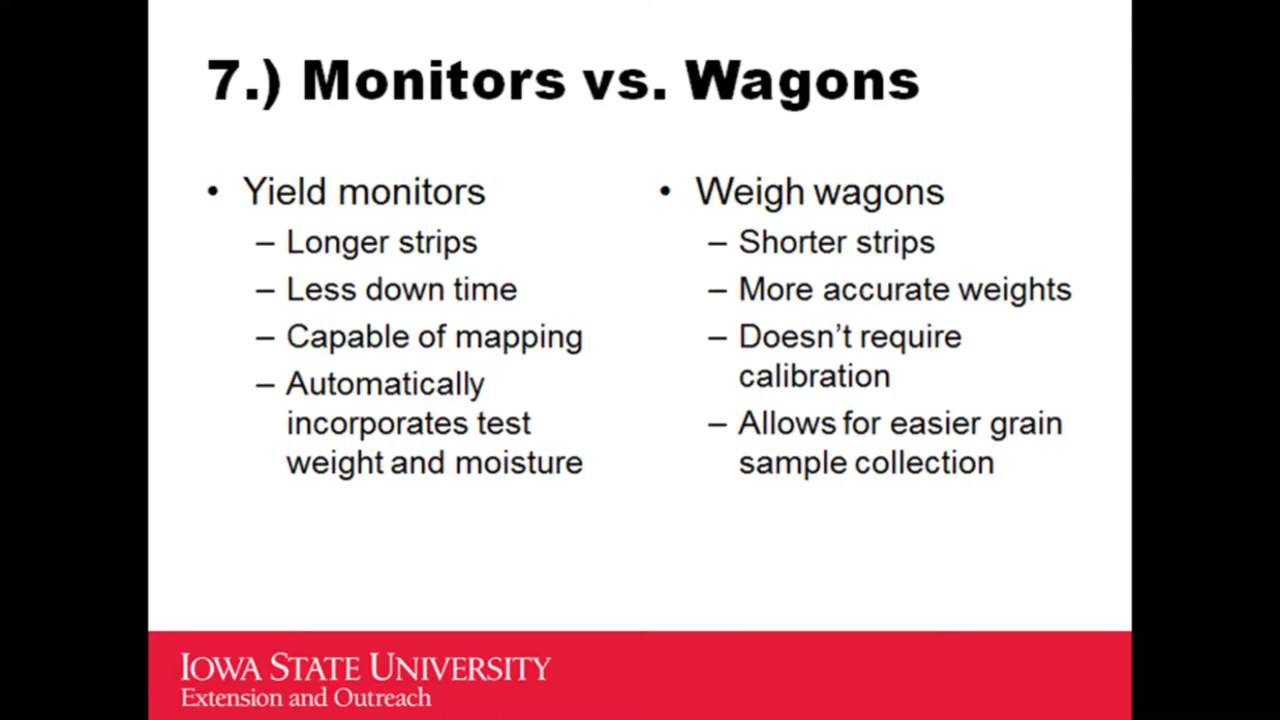 7.) Monitors vs. Wagons
• Yield monitors
– Longer strips
– Less down time
– Capable of mapping
– Automatically
incorporates test
weight and moisture
• Weigh wagons
– Shorter strips
– More accurate weights
– Doesn't require
calibration
– Allows for easier grain
sample collection
IOWA STATE UNIVERSITY
Extension and Outreach